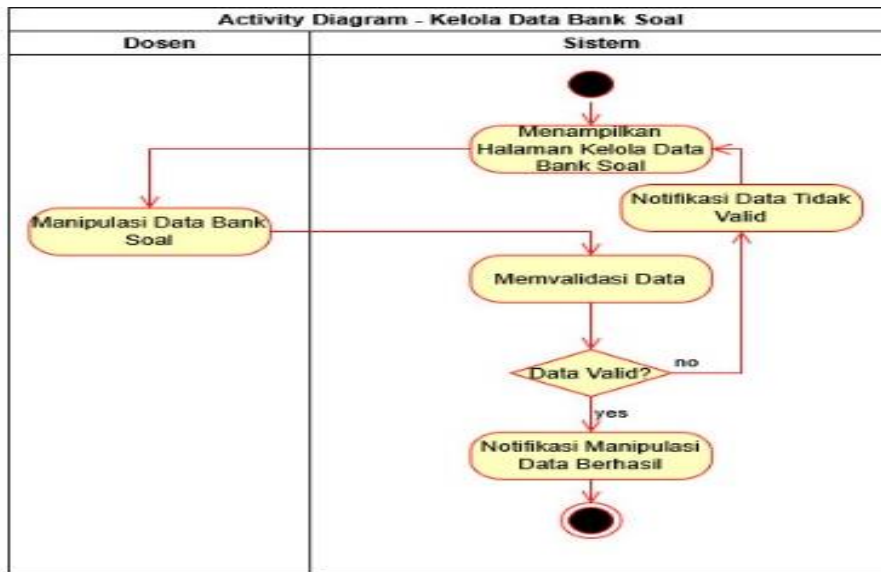 Activity Diagram - Kelola Data Bank Soal
Dosen
Sistem
Menampilkan
Halaman Kelola Data
Bank Soal
Notifikasi Data Tidak
Valid
Manipulasi Data Bank
Soal
Memvalidasi Data
Data Valid?
no
yes
Notifikasi Manipulasi
Data Berhasil